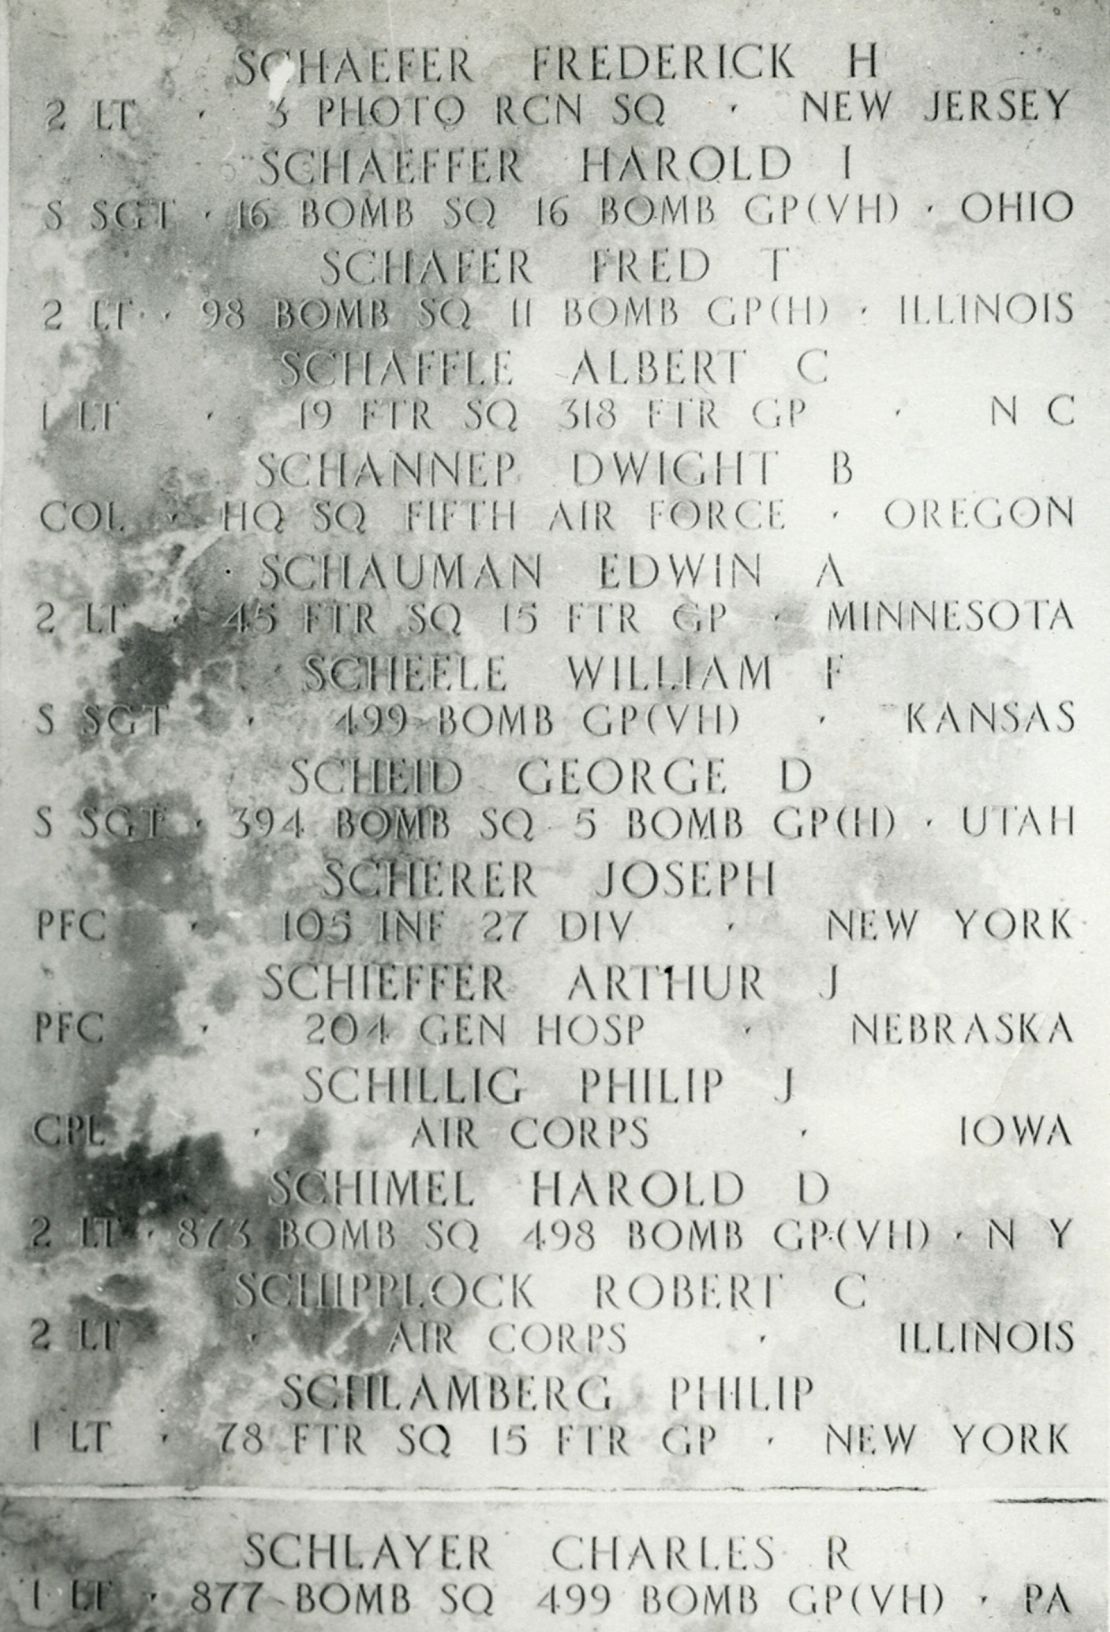 SCHAEFER FREDERICK H
2 LT · 3 PHOTO RCN SQ · NEW JERSEY
SCHAEFFER HAROLD I
S SGT · 16 BOMB SQ 16 BOMB GP(VH) · OHIO
SCHAFER FRED T
2 LT · 98 BOMB SQ 11 BOMB GP(H) · ILLINOIS
SCHAFFLE ALBERT C
1 LT · 19 FTR SQ 318 FTR GP · N C
SCHANNEP DWIGHT B
COL · HQ SQ FIFTH AIR FORCE · OREGON
SCHAUMAN EDWIN A
2 LT · 45 FTR SQ 15 FTR GP · MINNESOTA
SCHEELE WILLIAM F
S SGT · 499 BOMB GP(VH) · KANSAS
SCHEID GEORGE D
S SGT · 394 BOMB SQ 5 BOMB GP(H) · UTAH
SCHERER JOSEPH
PFC · 105 INF 27 DIV · NEW YORK
SCHIEFFER ARTHUR J
PFC · 204 GEN HOSP · NEBRASKA
SCHILLIG PHILIP J
CPL · AIR CORPS · IOWA
SCHIMEL HAROLD D
2 LT · 873 BOMB SQ 498 BOMB GP(VH) · N Y
SCHIPPLOCK ROBERT C
2 LT · AIR CORPS · ILLINOIS
SCHLAMBERG PHILIP
1 LT · 78 FTR SQ 15 FTR GP · NEW YORK
SCHLAYER CHARLES R
1 LT · 877 BOMB SQ 499 BOMB GP(VH) · PA